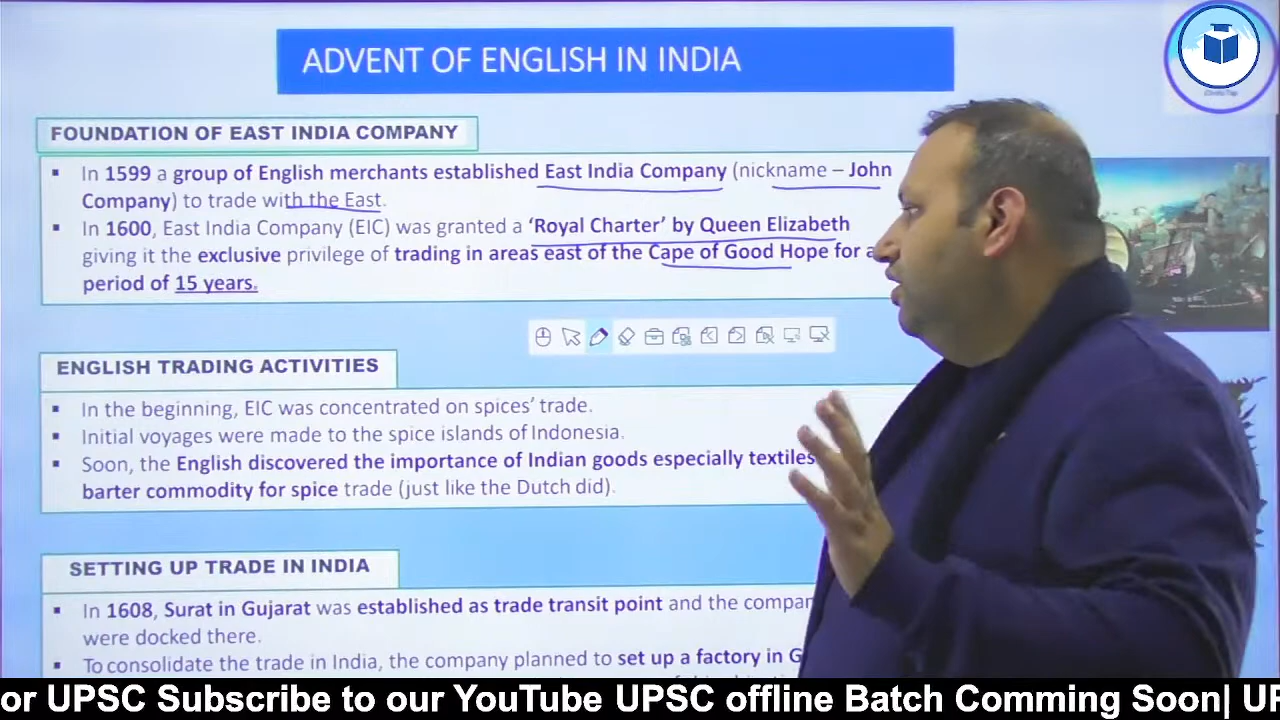 ADVENT OF ENGLISH IN INDIA
FOUNDATION OF EAST INDIA COMPANY
▪ In 1599 a group of English merchants established East India Company (nickname – John
Company) to trade with the East.
▪ In 1600, East India Company (EIC) was granted a ‘Royal Charter’ by Queen Elizabeth
giving it the exclusive privilege of trading in areas east of the Cape of Good Hope for a
period of 15 years.
ENGLISH TRADING ACTIVITIES
▪ In the beginning, EIC was concentrated on spices’ trade.
▪ Initial voyages were made to the spice islands of Indonesia.
▪ Soon, the English discovered the importance of Indian goods especially textiles
barter commodity for spice trade (just like the Dutch did).
SETTING UP TRADE IN INDIA
▪ In 1608, Surat in Gujarat was established as trade transit point and the compan
were docked there.
▪ To consolidate the trade in India, the company planned to set up a factory in G
or UPSC Subscribe to our YouTube UPSC offline Batch Comming Soon| UP